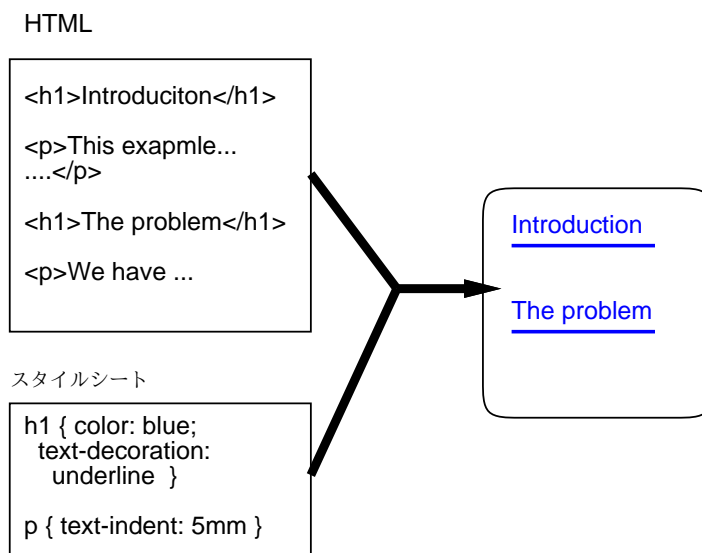 HTML
<h1>Introduciton</h1>
<p>This exapmle...
....</p>
<h1>The problem</h1>
<p>We have ...
スタイルシート
h1 { color: blue;
text-decoration:
underline }
p { text-indent: 5mm }
Introduction
The problem